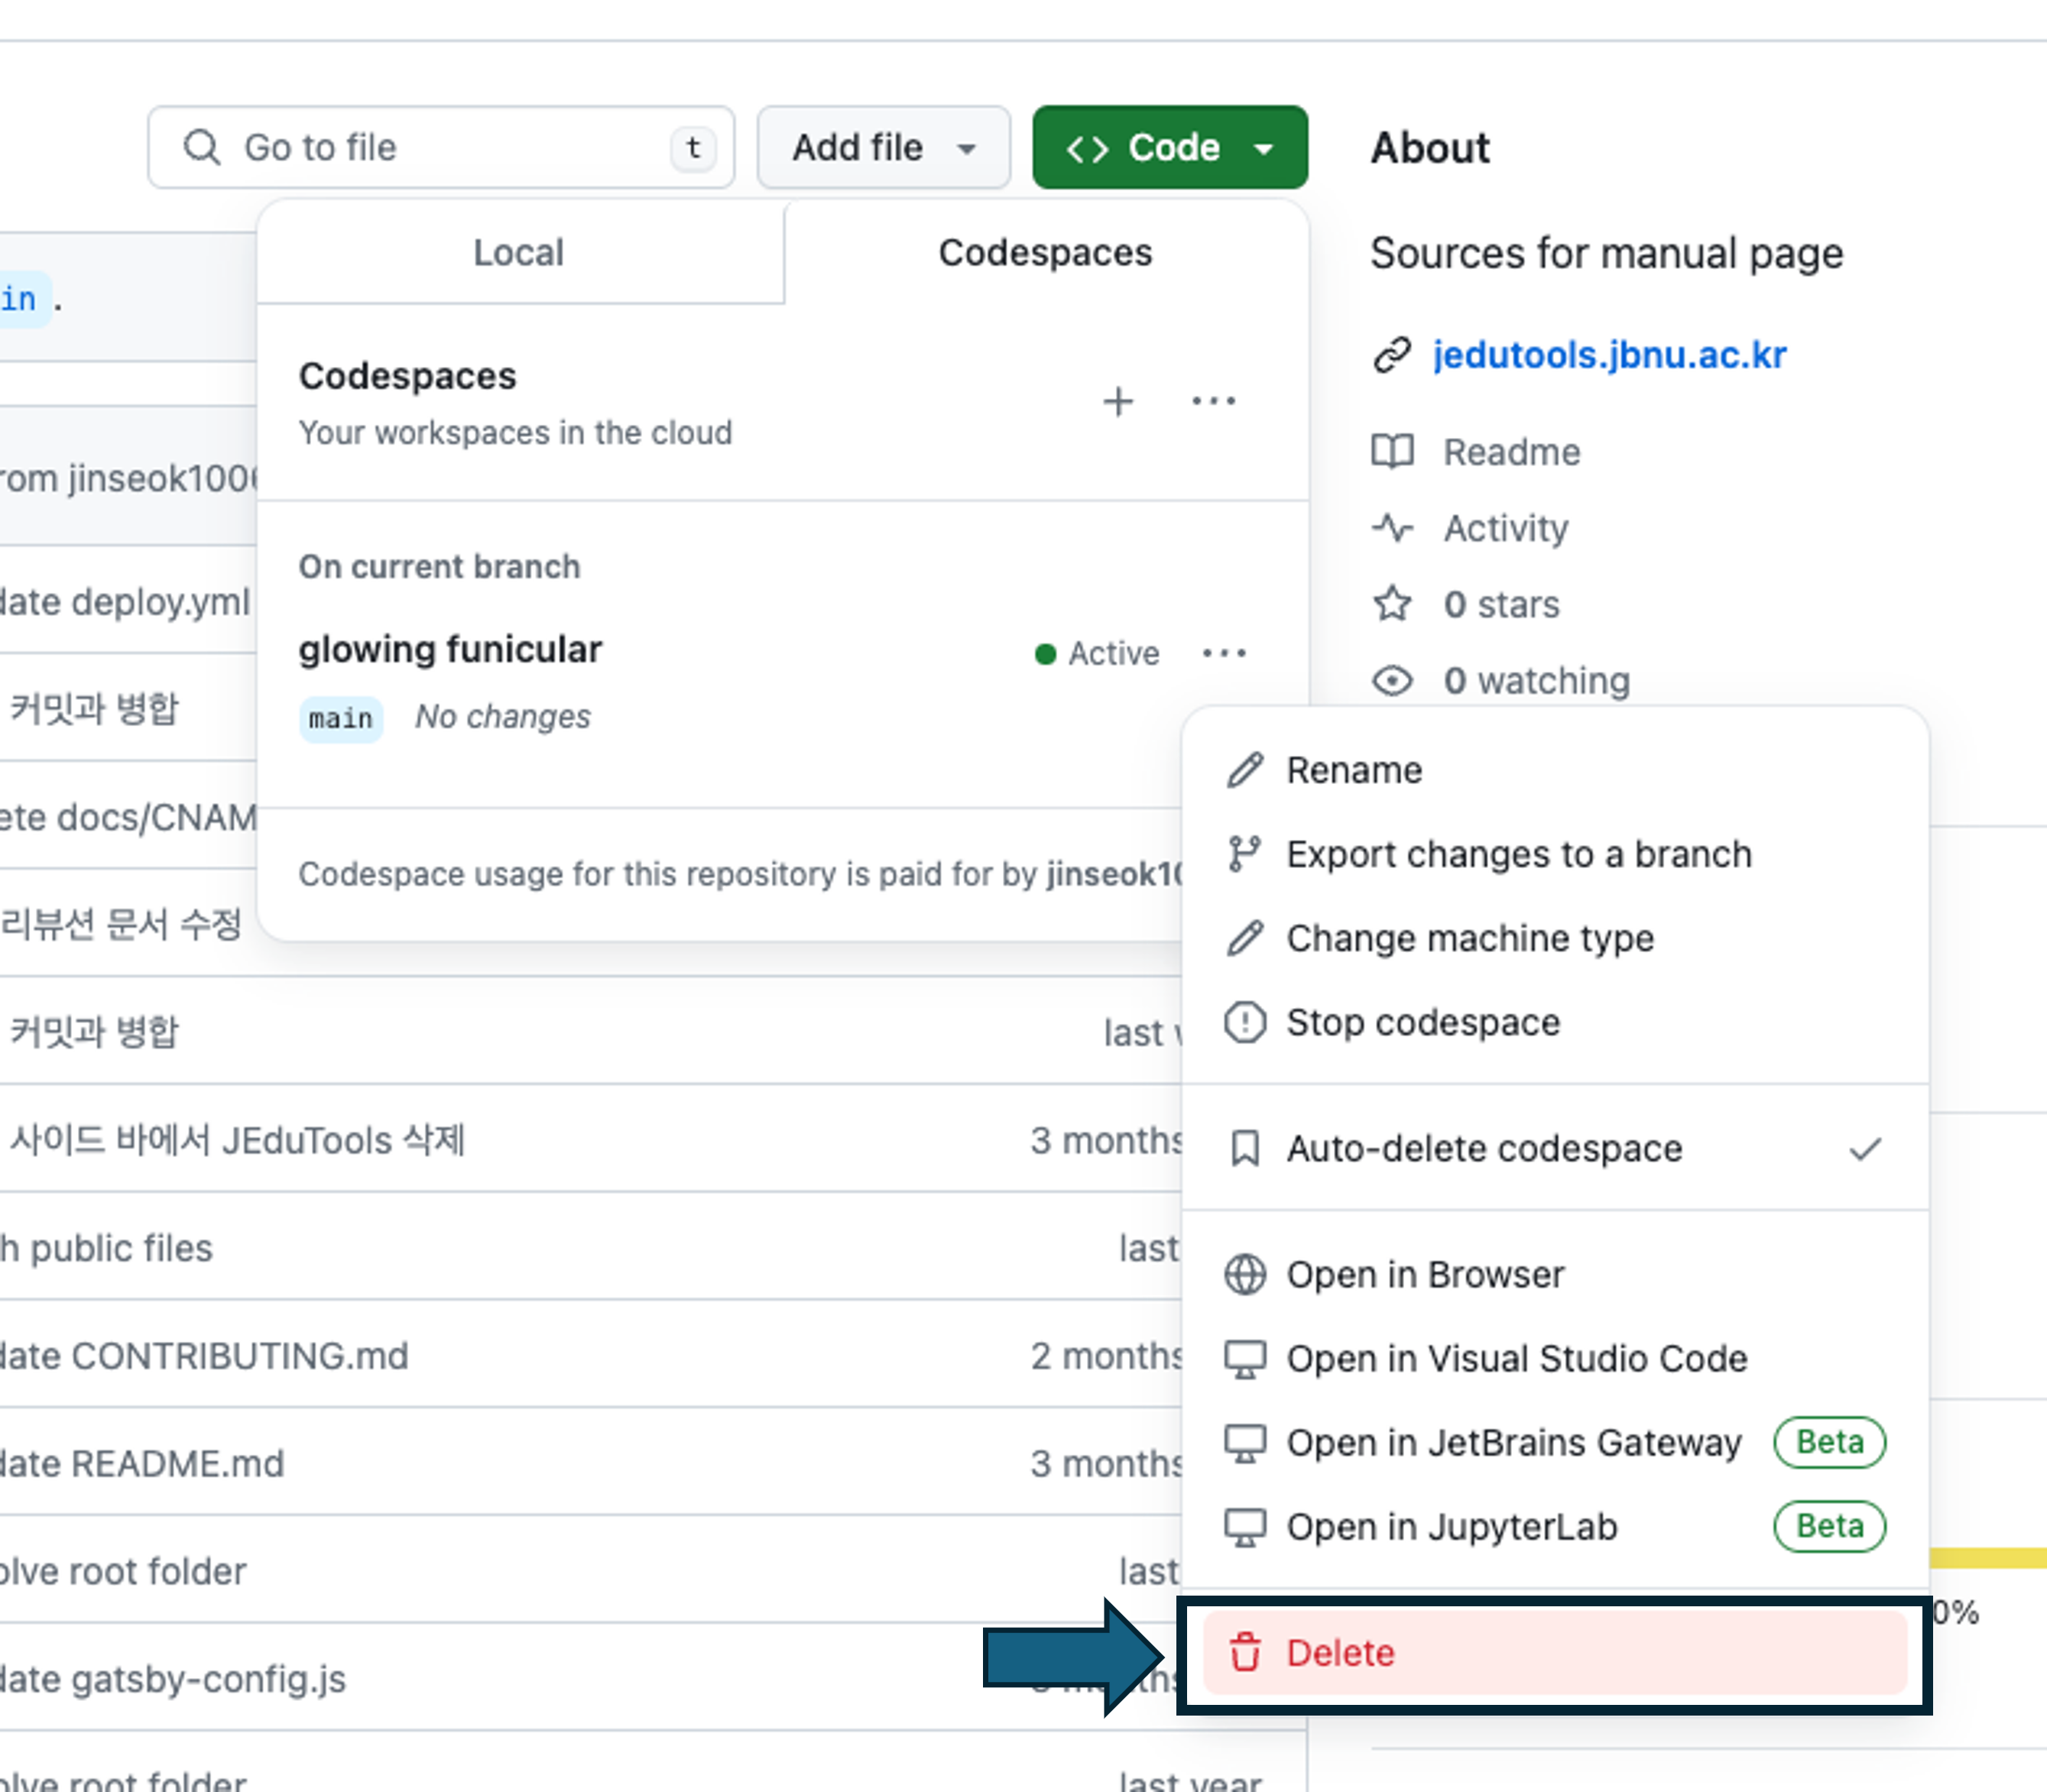 Go to file t Add file Code
Local Codespaces
in .
Codespaces
Your workspaces in the cloud
rom jinseok100
On current branch
date deploy.yml
glowing funicular Active
커밋과 병합
main No changes
ete docs/CNAM
Codespace usage for this repository is paid for by jinseok10
리뷰션 문서 수정
커밋과 병합 last
사이드 바에서 JEduTools 삭제 3 months
h public files last
date CONTRIBUTING.md 2 months
date README.md 3 months
olve root folder last
date gatsby-config.js
olve root folder last year
About
Sources for manual page
jedutools.jbnu.ac.kr
Readme
Activity
0 stars
0 watching
Rename
Export changes to a branch
Change machine type
Stop codespace
Auto-delete codespace
Open in Browser
Open in Visual Studio Code
Open in JetBrains Gateway Beta
Open in JupyterLab Beta
0%
Delete